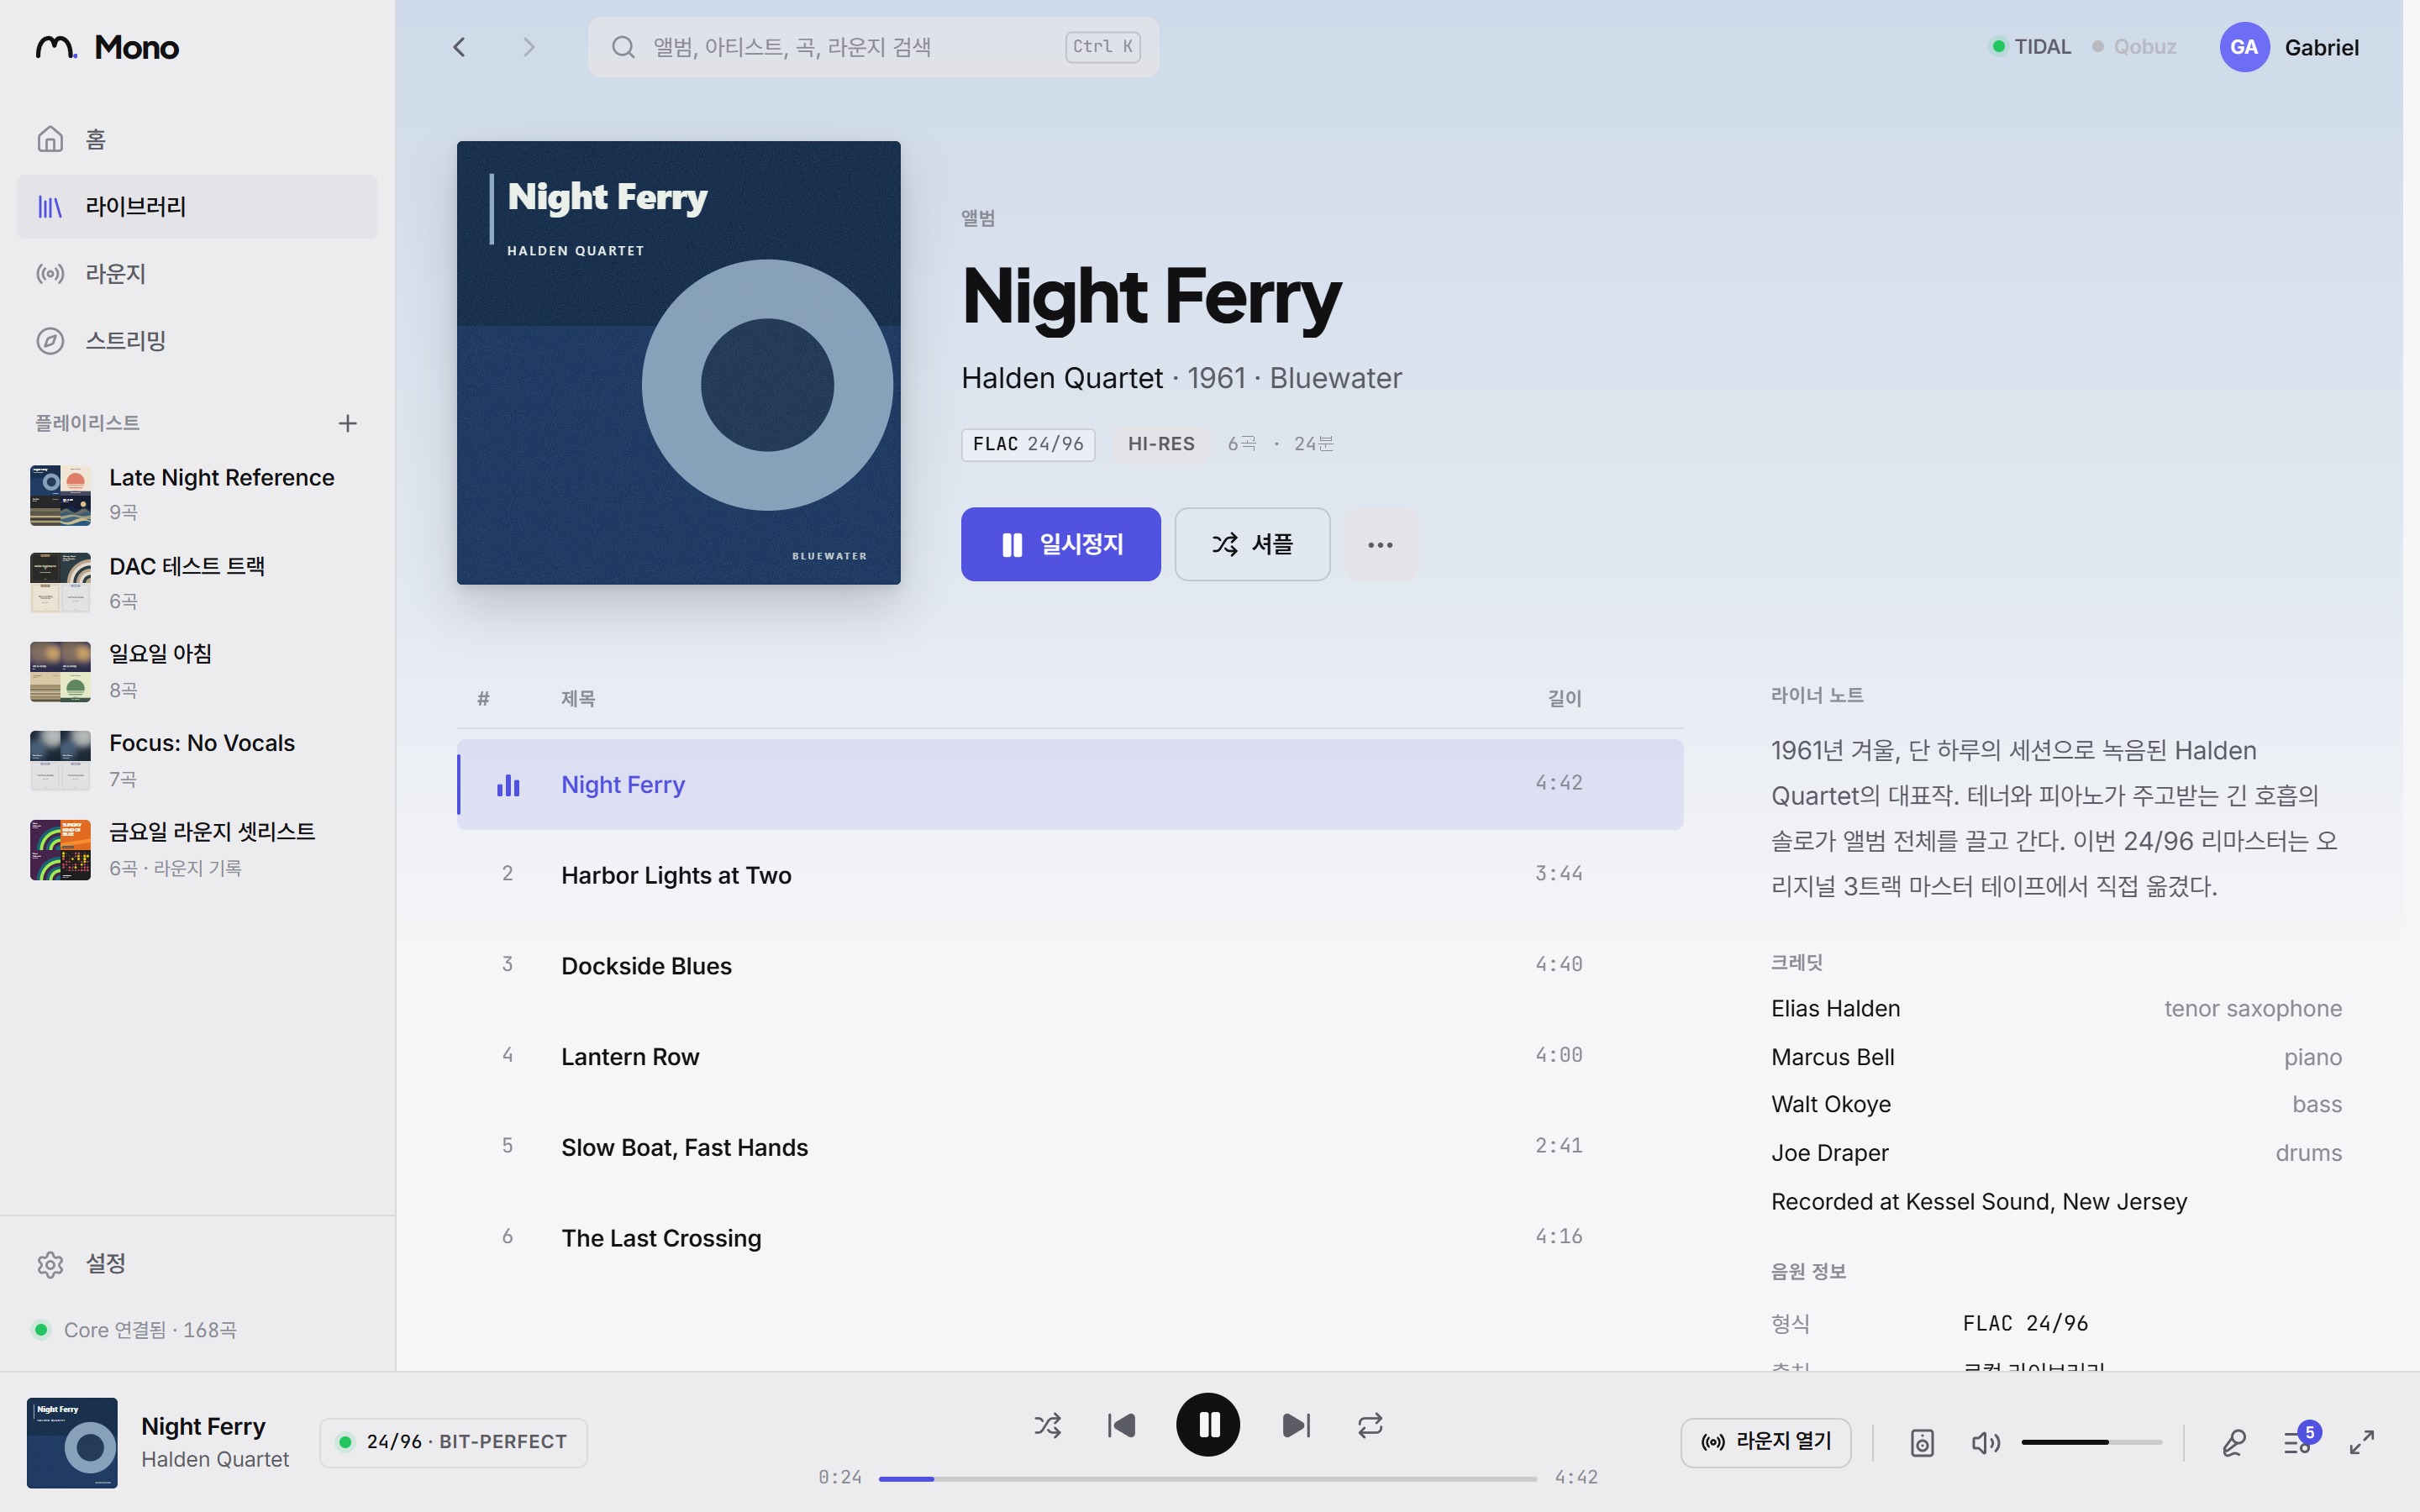 Mono
홈
라이브러리
라운지
스트리밍
플레이리스트
Late Night Reference
9곡
DAC 테스트 트랙
6곡
일요일 아침
8곡
Focus: No Vocals
7곡
금요일 라운지 셋리스트
6곡 · 라운지 기록
설정
Core 연결됨 · 168곡
앨범, 아티스트, 곡, 라운지 검색 Ctrl K
TIDAL Qobuz GA Gabriel
Night Ferry
HALDEN QUARTET
BLUEWATER
앨범
Night Ferry
Halden Quartet · 1961 · Bluewater
FLAC 24/96 HI-RES 6곡 · 24분
일시정지 셔플
# 제목 길이
Night Ferry 4:42
2 Harbor Lights at Two 3:44
3 Dockside Blues 4:40
4 Lantern Row 4:00
5 Slow Boat, Fast Hands 2:41
6 The Last Crossing 4:16
라이너 노트
1961년 겨울, 단 하루의 세션으로 녹음된 Halden
Quartet의 대표작. 테너와 피아노가 주고받는 긴 호흡의
솔로가 앨범 전체를 끌고 간다. 이번 24/96 리마스터는 오
리지널 3트랙 마스터 테이프에서 직접 옮겼다.
크레딧
Elias Halden tenor saxophone
Marcus Bell piano
Walt Okoye bass
Joe Draper drums
Recorded at Kessel Sound, New Jersey
음원 정보
형식 FLAC 24/96
Night Ferry
Night Ferry
Halden Quartet
24/96 · BIT-PERFECT
0:24 4:42
라운지 열기
5